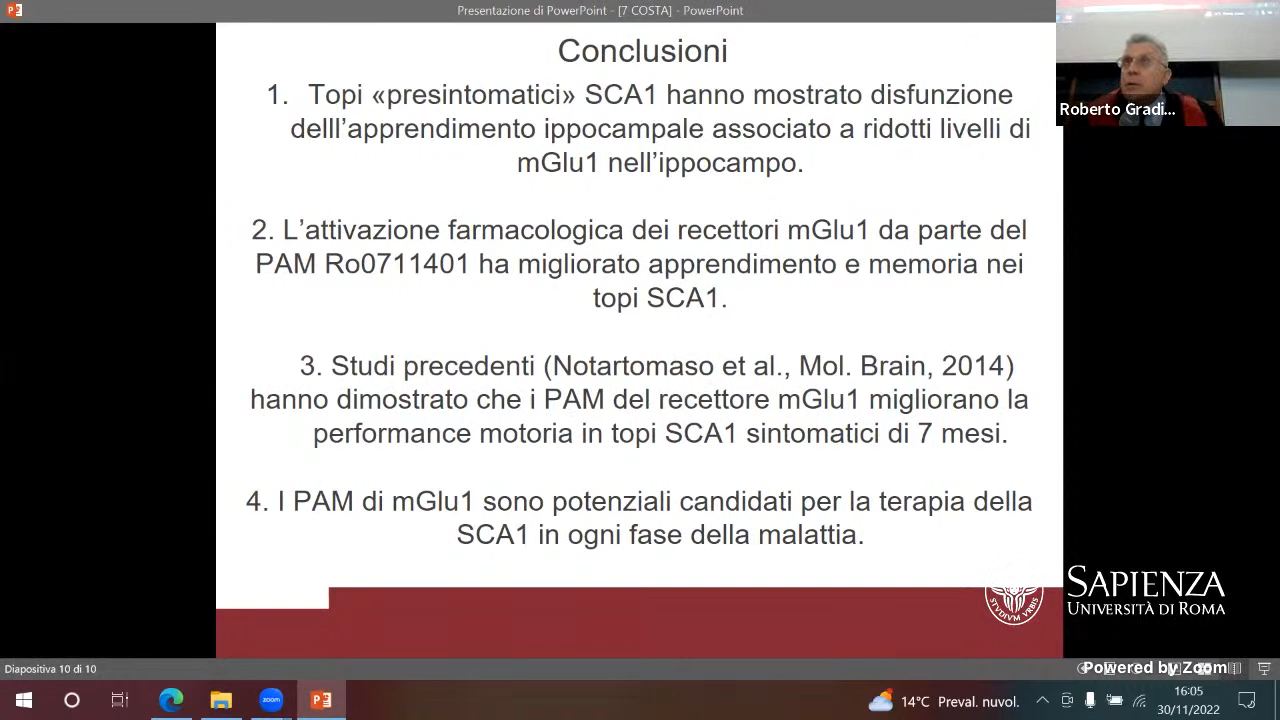 Presentazione di PowerPoint - [7 COSTA] - PowerPoint
Conclusioni
1. Topi «presintomatici» SCA1 hanno mostrato disfunzione
delll’apprendimento ippocampale associato a ridotti livelli di
mGlu1 nell’ippocampo.
2. L’attivazione farmacologica dei recettori mGlu1 da parte del
PAM Ro0711401 ha migliorato apprendimento e memoria nei
topi SCA1.
3. Studi precedenti (Notartomaso et al., Mol. Brain, 2014)
hanno dimostrato che i PAM del recettore mGlu1 migliorano la
performance motoria in topi SCA1 sintomatici di 7 mesi.
4. I PAM di mGlu1 sono potenziali candidati per la terapia della
SCA1 in ogni fase della malattia.
Roberto Gradi...
STVDIVM VRBIS
SAPIENZA
UNIVERSITÀ DI ROMA
Diapositiva 10 di 10
Powered by Zoom
zoom
14°C Preval. nuvol.
16:05
30/11/2022